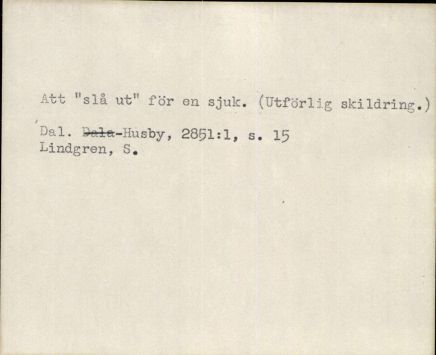 Att "slå ut" för en sjuk. (Utförlig skildring.)
Dal. Dala-Husby, 2851:1, s. 15
Lindgren, S.